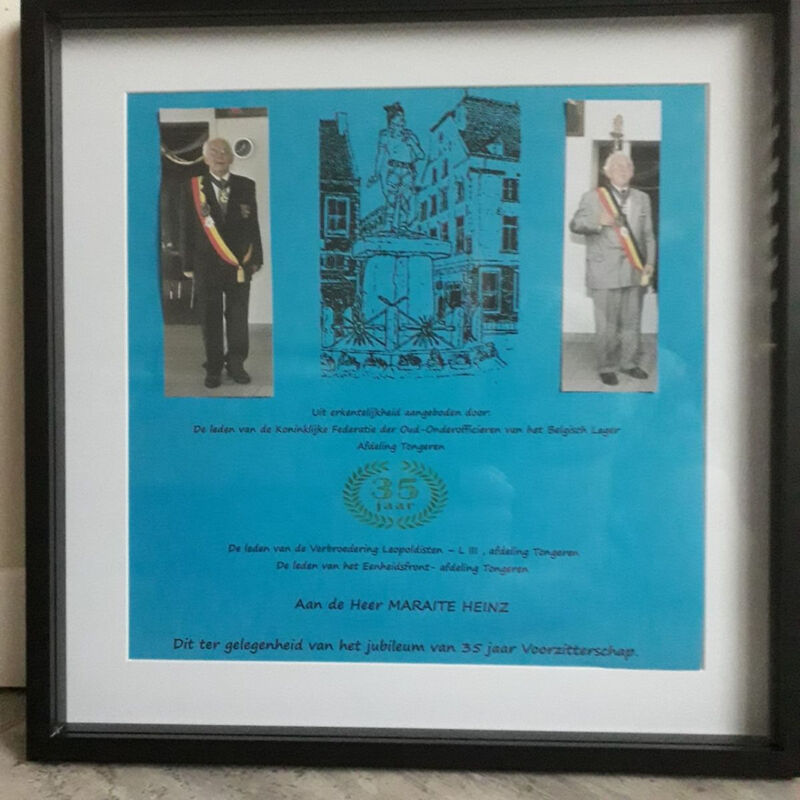 Uit erkentelijkheid aangeboden door:
De leden van de Koninklijke Federatie der Oud-Onderofficieren van het Belgisch Leger
Afdeling Tongeren
35
jaar
De leden van de Verbroedering Leopoldisten – L III , afdeling Tongeren
De leden van het Eenheidsfront- afdeling Tongeren
Aan de Heer MARAITE HEINZ
Dit ter gelegenheid van het jubileum van 35 jaar Voorzitterschap.